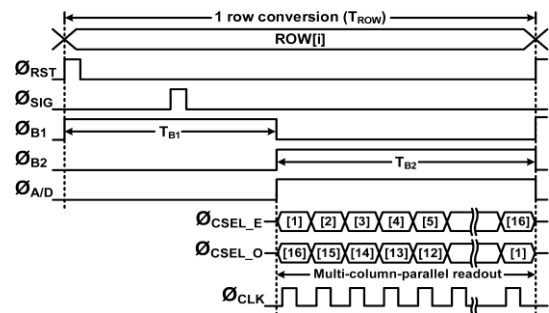 1 row conversion (TROW)
ROW[i]
ØRST
ØSIG
ØB1 TB1
ØB2 TB2
ØA/D
ØCSEL_E [1] [2] [3] [4] [5] [16]
ØCSEL_O [16] [15] [14] [13] [12] [1]
Multi-column-parallel readout
ØCLK